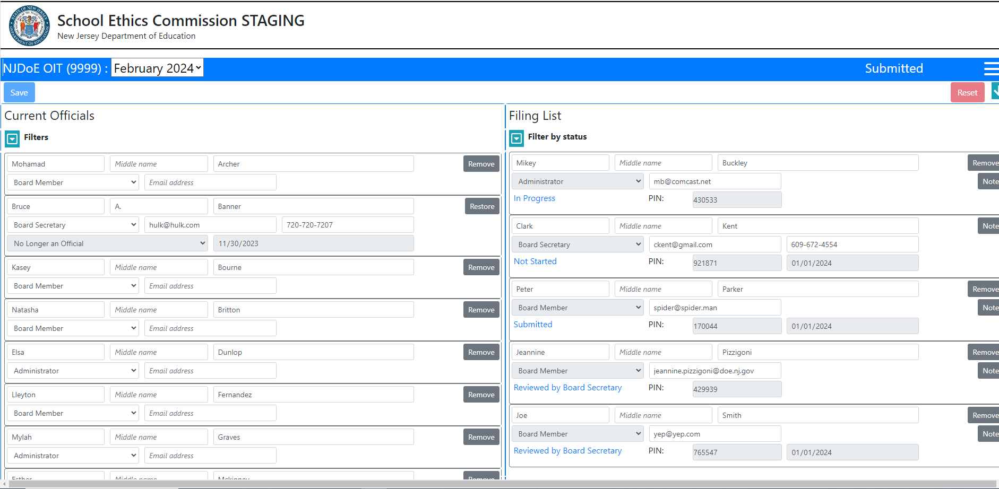 School Ethics Commission STAGING
New Jersey Department of Education
NJDoE OIT (9999) : February 2024 Submitted
Save Reset
Current Officials
Filters
Mohamad Middle name Archer Remove
Board Member Email address
Bruce A. Banner Restore
Board Secretary hulk@hulk.com 720-720-7207
No Longer an Official 11/30/2023
Kasey Middle name Bourne Remove
Board Member Email address
Natasha Middle name Britton Remove
Board Member Email address
Elsa Middle name Dunlop Remove
Administrator Email address
Lleyton Middle name Fernandez Remove
Board Member Email address
Mylah Middle name Graves Remove
Administrator Email address
Esther Middle name Mckinney Remove
Filing List
Filter by status
Mikey Middle name Buckley Remove
Administrator mb@comcast.net Note
In Progress PIN: 430533
Clark Middle name Kent Note
Board Secretary ckent@gmail.com 609-672-4554
Not Started PIN: 921871 01/01/2024
Peter Middle name Parker Remove
Board Member spider@spider.man Note
Submitted PIN: 170044 01/01/2024
Jeannine Middle name Pizzigoni Remove
Board Member jeannine.pizzigoni@doe.nj.gov Note
Reviewed by Board Secretary PIN: 429939
Joe Middle name Smith Remove
Board Member yep@yep.com Note
Reviewed by Board Secretary PIN: 765547 01/01/2024